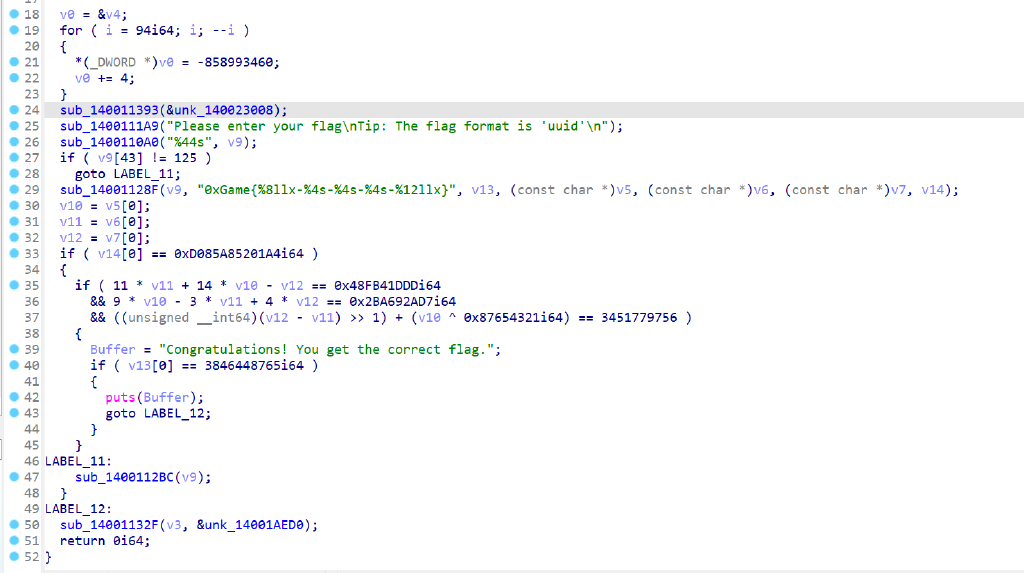 18 v0 = &v4;
19 for ( i = 94i64; i; --i )
20 {
21 *(_DWORD *)v0 = -858993460;
22 v0 += 4;
23 }
24 sub_140011393(&unk_140023008);
25 sub_1400111A9("Please enter your flag\nTip: The flag format is 'uuid'\n");
26 sub_1400110A0("%44s", v9);
27 if ( v9[43] != 125 )
28 goto LABEL_11;
29 sub_14001128F(v9, "0xGame{%8llx-%4s-%4s-%4s-%12llx}", v13, (const char *)v5, (const char *)v6, (const char *)v7, v14);
30 v10 = v5[0];
31 v11 = v6[0];
32 v12 = v7[0];
33 if ( v14[0] == 0xD085A85201A4i64 )
34 {
35 if ( 11 * v11 + 14 * v10 - v12 == 0x48FB41DDDi64
36 && 9 * v10 - 3 * v11 + 4 * v12 == 0x2BA692AD7i64
37 && ((unsigned __int64)(v12 - v11) >> 1) + (v10 ^ 0x87654321i64) == 3451779756 )
38 {
39 Buffer = "Congratulations! You get the correct flag.";
40 if ( v13[0] == 3846448765i64 )
41 {
42 puts(Buffer);
43 goto LABEL_12;
44 }
45 }
46 LABEL_11:
47 sub_1400112BC(v9);
48 }
49 LABEL_12:
50 sub_14001132F(v3, &unk_14001AED0);
51 return 0i64;
52 }